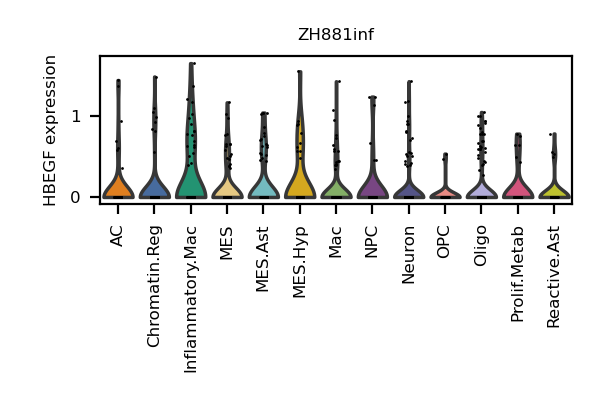 ZH881inf
HBEGF expression
1
0
AC
Chromatin.Reg
Inflammatory.Mac
MES
MES.Ast
MES.Hyp
Mac
NPC
Neuron
OPC
Oligo
Prolif.Metab
Reactive.Ast